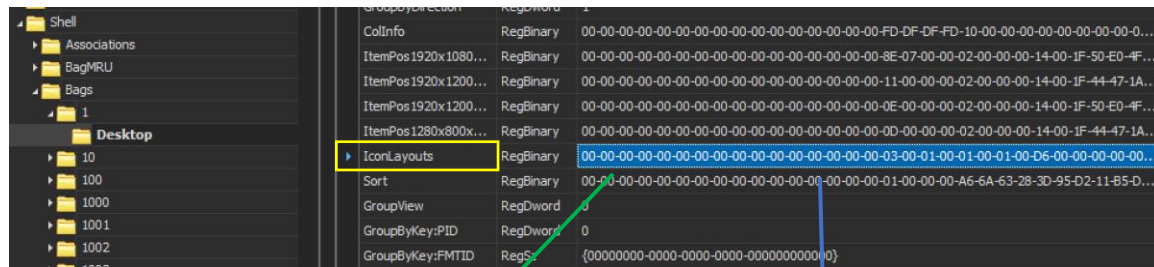 Shell
Associations
BagMRU
Bags
1
Desktop
10
100
1000
1001
1002
GroupByDirection RegDword 1
ColInfo RegBinary 00-00-00-00-00-00-00-00-00-00-00-00-00-00-00-00-FD-DF-DF-FD-10-00-00-00-00-00-00-00-00-0...
ItemPos1920x1080... RegBinary 00-00-00-00-00-00-00-00-00-00-00-00-00-00-00-00-8E-07-00-00-02-00-00-00-14-00-1F-50-E0-4F...
ItemPos1920x1200... RegBinary 00-00-00-00-00-00-00-00-00-00-00-00-00-00-00-00-11-00-00-00-02-00-00-00-14-00-1F-44-47-1A...
ItemPos1920x1200... RegBinary 00-00-00-00-00-00-00-00-00-00-00-00-00-00-00-00-0E-00-00-00-02-00-00-00-14-00-1F-50-E0-4F...
ItemPos1280x800x... RegBinary 00-00-00-00-00-00-00-00-00-00-00-00-00-00-00-00-0D-00-00-00-02-00-00-00-14-00-1F-44-47-1A...
IconLayouts RegBinary 00-00-00-00-00-00-00-00-00-00-00-00-00-00-00-00-03-00-01-00-01-00-01-00-D6-00-00-00-00-00...
Sort RegBinary 00-00-00-00-00-00-00-00-00-00-00-00-00-00-00-00-01-00-00-00-A6-6A-63-28-3D-95-D2-11-B5-D...
GroupView RegDword 0
GroupByKey:PID RegDword 0
GroupByKey:FMTID RegSz {00000000-0000-0000-0000-000000000000}